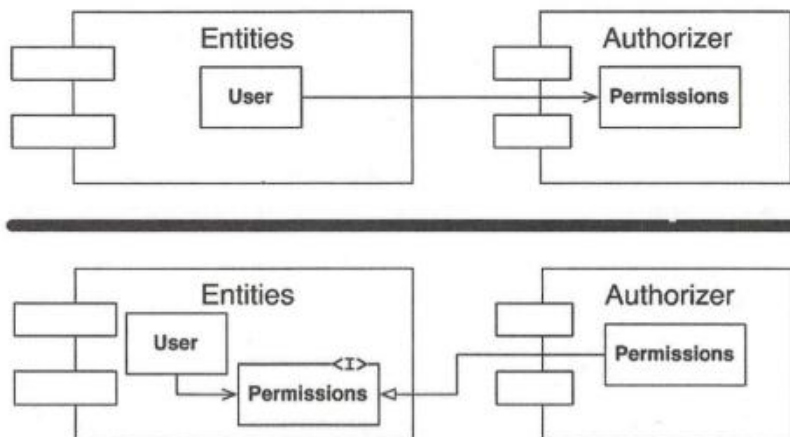 Entities
Authorizer
User
Permissions
Entities
Authorizer
User
<I>
Permissions
Permissions